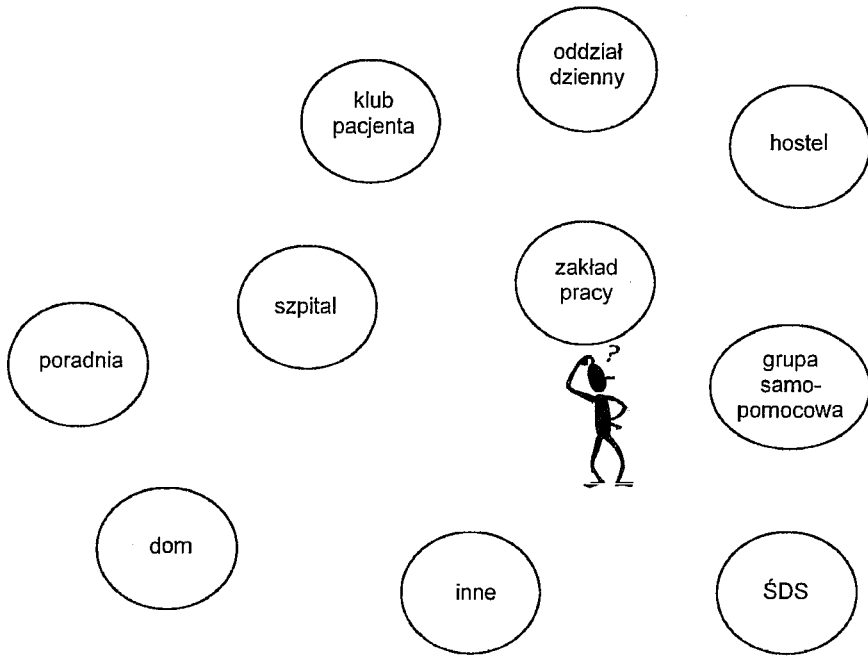 oddział
dzienny
klub
pacjenta
hostel
zakład
pracy
szpital
poradnia
?
grupa
samo-
pomocowa
dom
inne
ŚDS